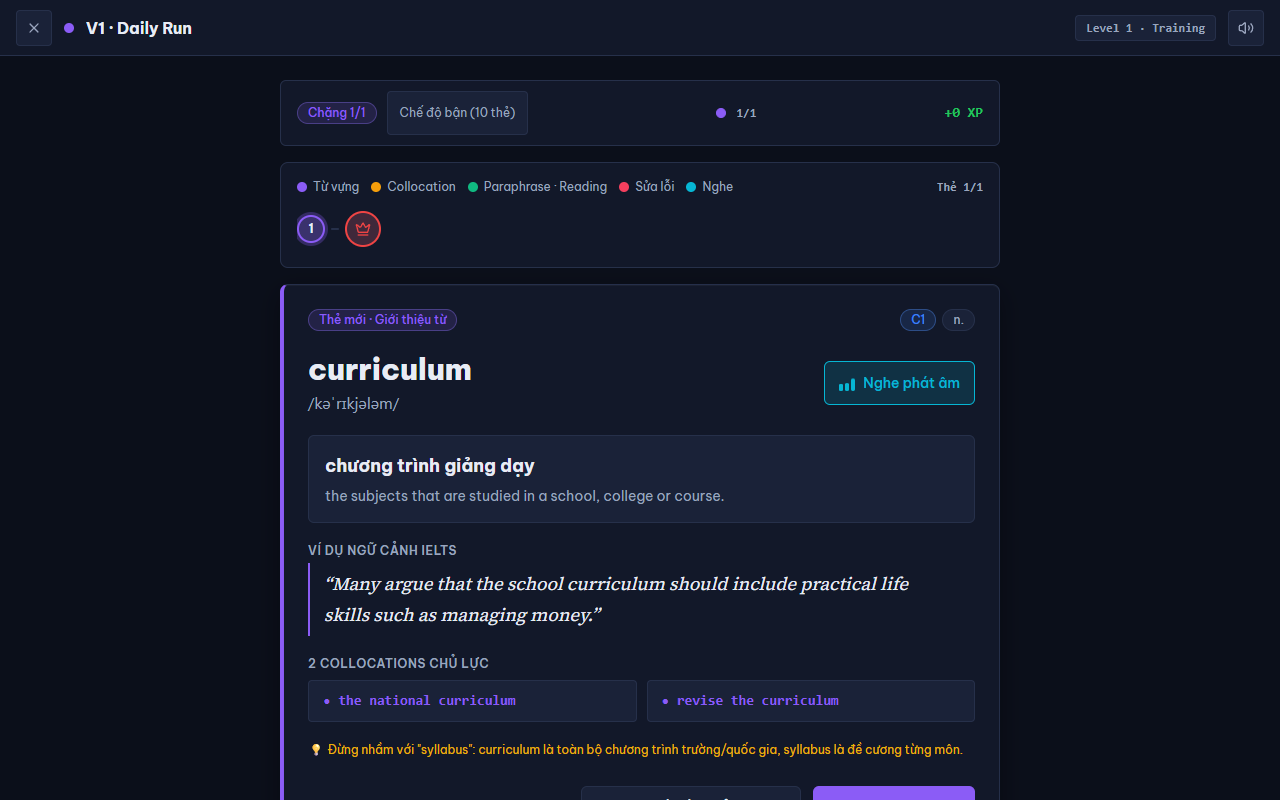 V1 · Daily Run
Level 1 · Training
Chặng 1/1
Chế độ bận (10 thẻ)
1/1
+0 XP
Từ vựng
Collocation
Paraphrase · Reading
Sửa lỗi
Nghe
Thẻ 1/1
1
Thẻ mới · Giới thiệu từ
C1
n.
curriculum
Nghe phát âm
/kəˈrɪkjələm/
chương trình giảng dạy
the subjects that are studied in a school, college or course.
VÍ DỤ NGỮ CẢNH IELTS
“Many argue that the school curriculum should include practical life
skills such as managing money.”
2 COLLOCATIONS CHỦ LỰC
• the national curriculum
• revise the curriculum
💡 Đừng nhầm với "syllabus": curriculum là toàn bộ chương trình trường/quốc gia, syllabus là đề cương từng môn.